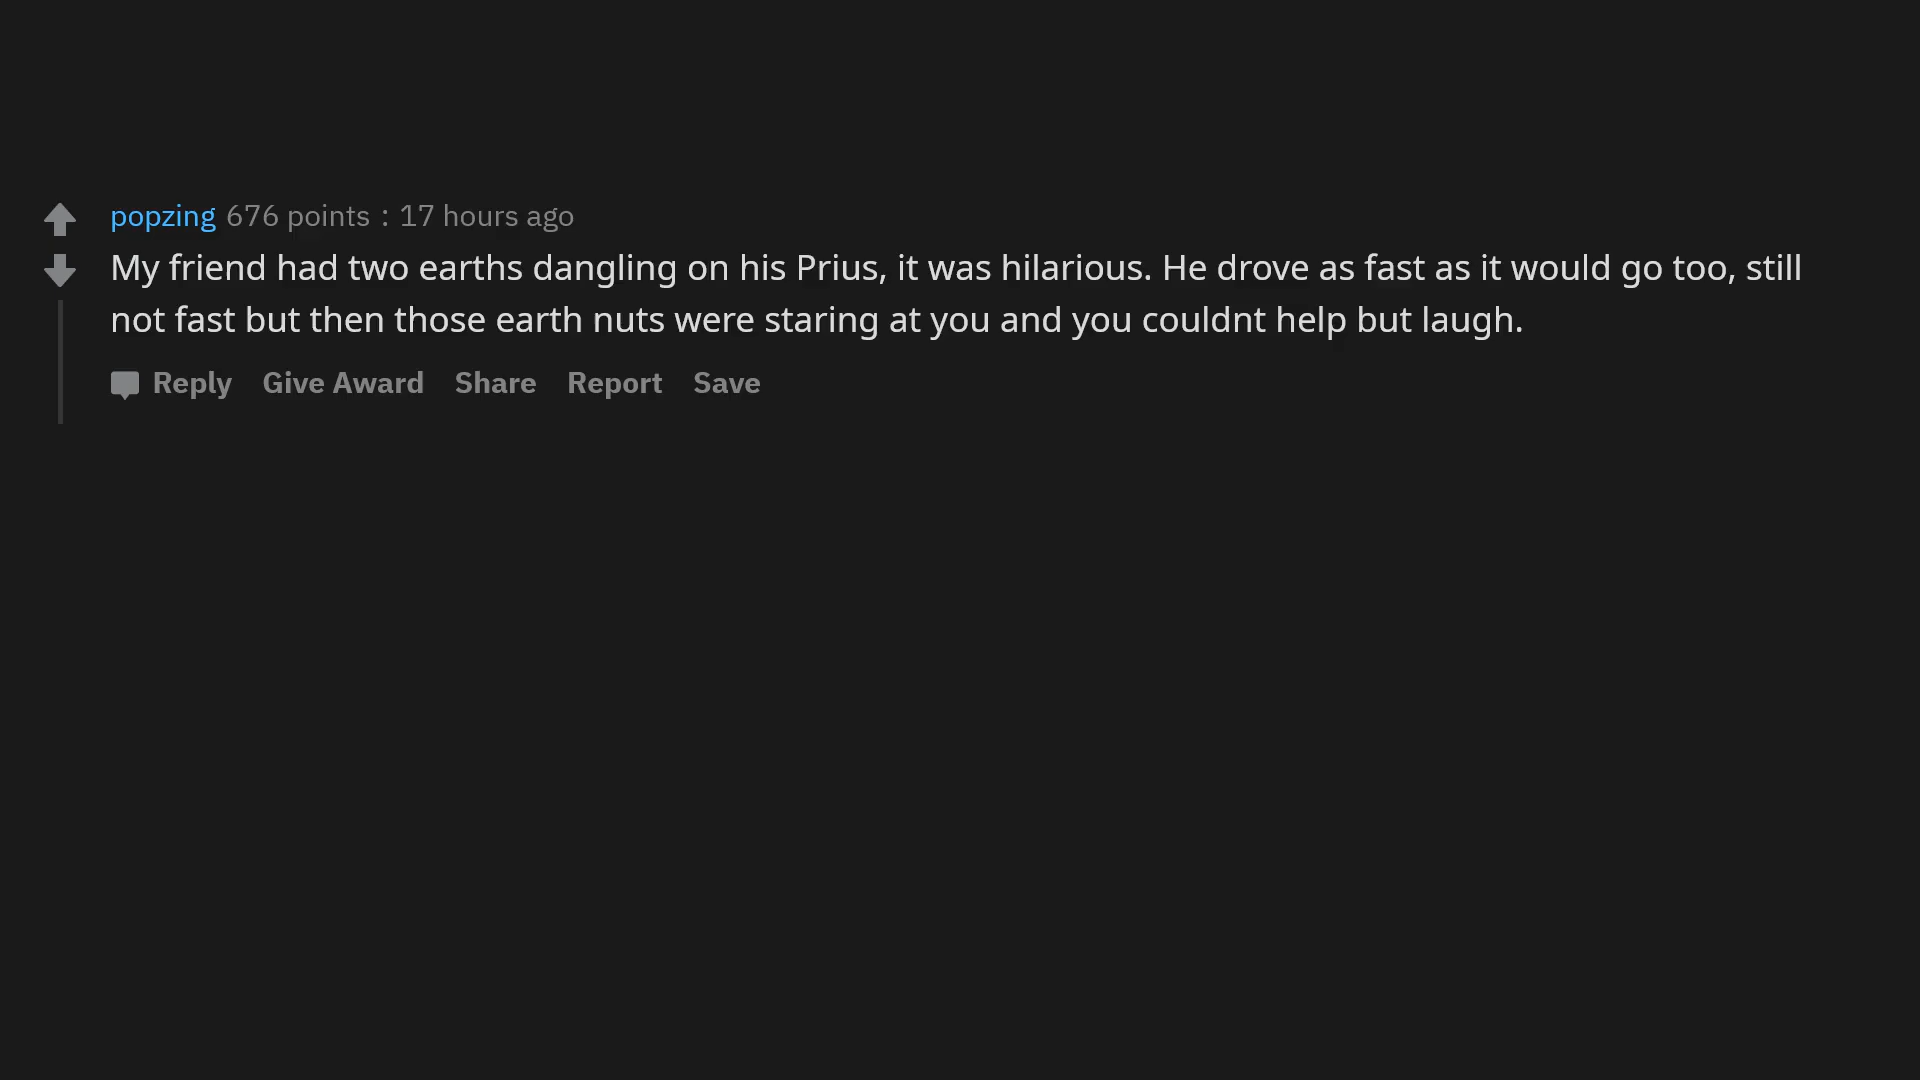 popzing 676 points : 17 hours ago
My friend had two earths dangling on his Prius, it was hilarious. He drove as fast as it would go too, still
not fast but then those earth nuts were staring at you and you couldnt help but laugh.
Reply Give Award Share Report Save